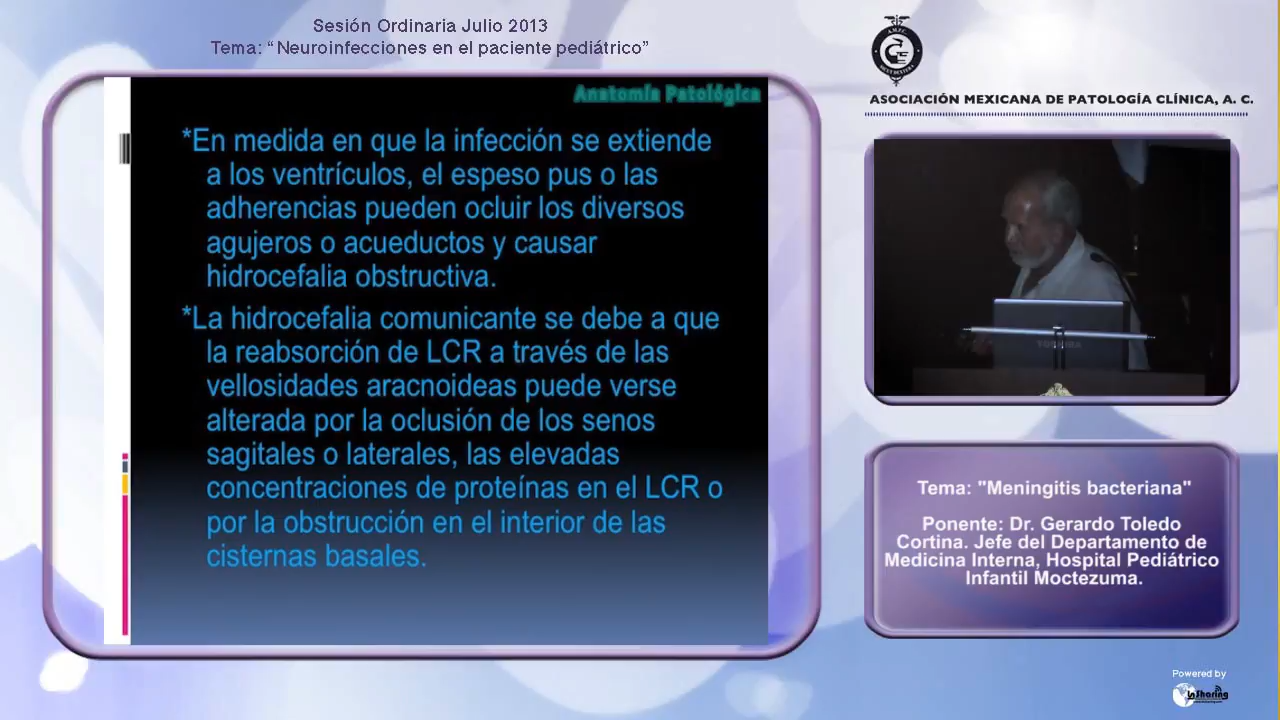 Sesión Ordinaria Julio 2013
Tema: “Neuroinfecciones en el paciente pediátrico”
Anatomía Patológica
*En medida en que la infección se extiende
a los ventrículos, el espeso pus o las
adherencias pueden ocluir los diversos
agujeros o acueductos y causar
hidrocefalia obstructiva.
*La hidrocefalia comunicante se debe a que
la reabsorción de LCR a través de las
vellosidades aracnoideas puede verse
alterada por la oclusión de los senos
sagitales o laterales, las elevadas
concentraciones de proteínas en el LCR o
por la obstrucción en el interior de las
cisternas basales.
ASOCIACIÓN MEXICANA DE PATOLOGÍA CLÍNICA, A. C.
TOSHIBA
Tema: "Meningitis bacteriana"
Ponente: Dr. Gerardo Toledo
Cortina. Jefe del Departamento de
Medicina Interna, Hospital Pediátrico
Infantil Moctezuma.
Powered by
InSharing